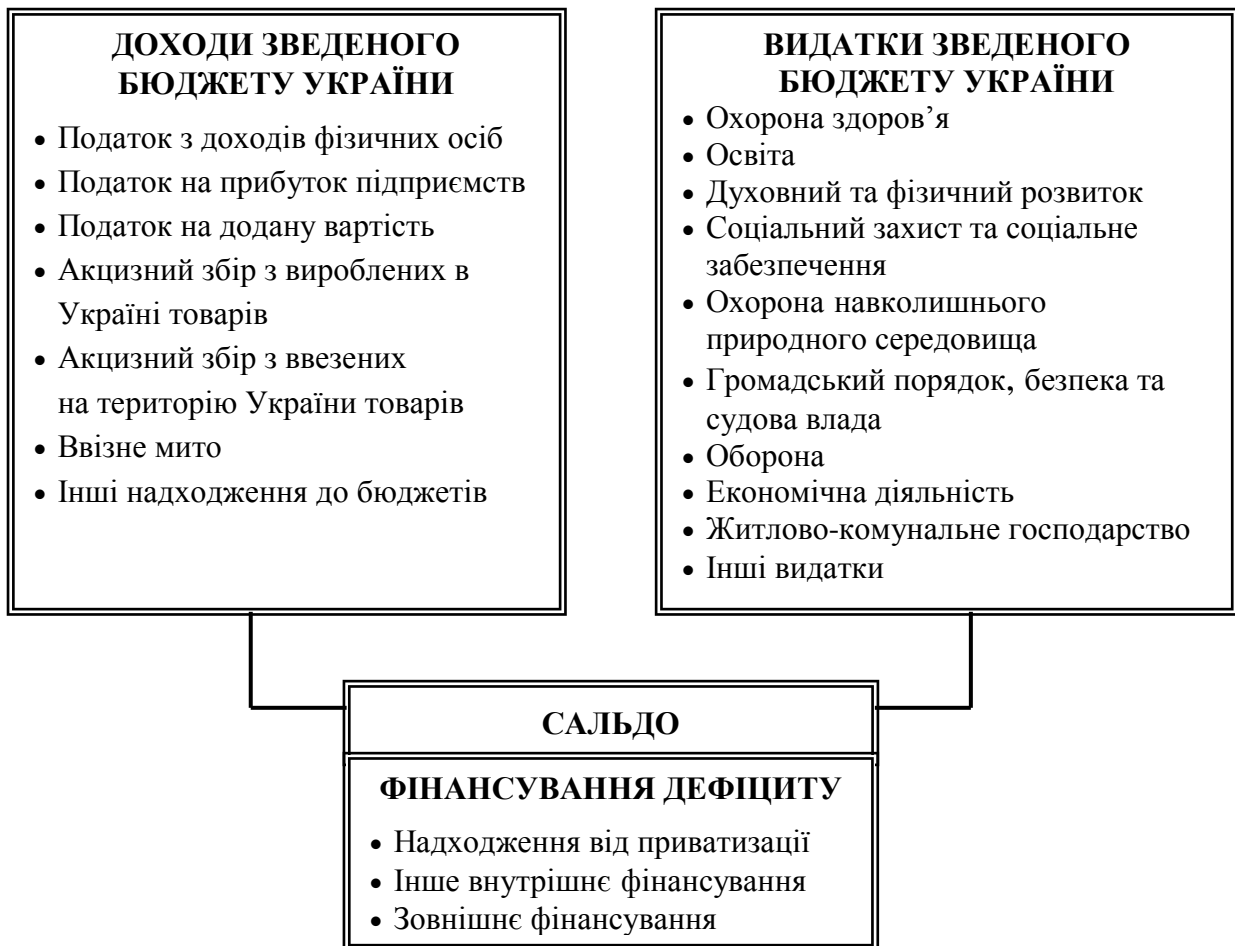 ДОХОДИ ЗВЕДЕНОГО
БЮДЖЕТУ УКРАЇНИ
• Податок з доходів фізичних осіб
• Податок на прибуток підприємств
• Податок на додану вартість
• Акцизний збір з вироблених в
Україні товарів
• Акцизний збір з ввезених
на територію України товарів
• Ввізне мито
• Інші надходження до бюджетів
ВИДАТКИ ЗВЕДЕНОГО
БЮДЖЕТУ УКРАЇНИ
• Охорона здоров’я
• Освіта
• Духовний та фізичний розвиток
• Соціальний захист та соціальне
забезпечення
• Охорона навколишнього
природного середовища
• Громадський порядок, безпека та
судова влада
• Оборона
• Економічна діяльність
• Житлово-комунальне господарство
• Інші видатки
САЛЬДО
ФІНАНСУВАННЯ ДЕФІЦИТУ
• Надходження від приватизації
• Інше внутрішнє фінансування
• Зовнішнє фінансування